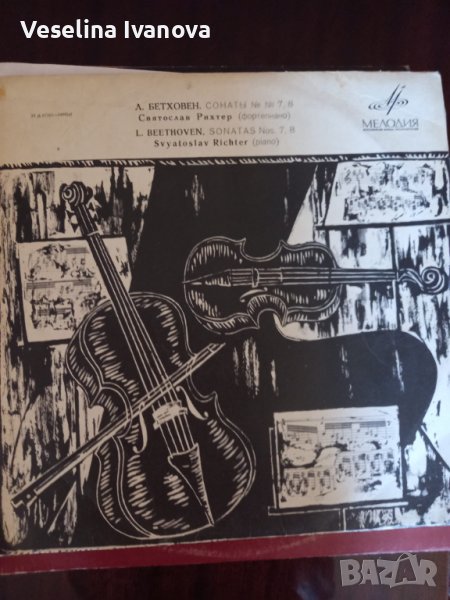 Veselina Ivanova
Л. БЕТХОВЕН. СОНАТЫ №№ 7, 8
Святослав Рихтер (фортепиано)
L. BEETHOVEN. SONATAS Nos. 7, 8
Svyatoslav Richter (piano)
МЕЛОДИЯ
BAZAR